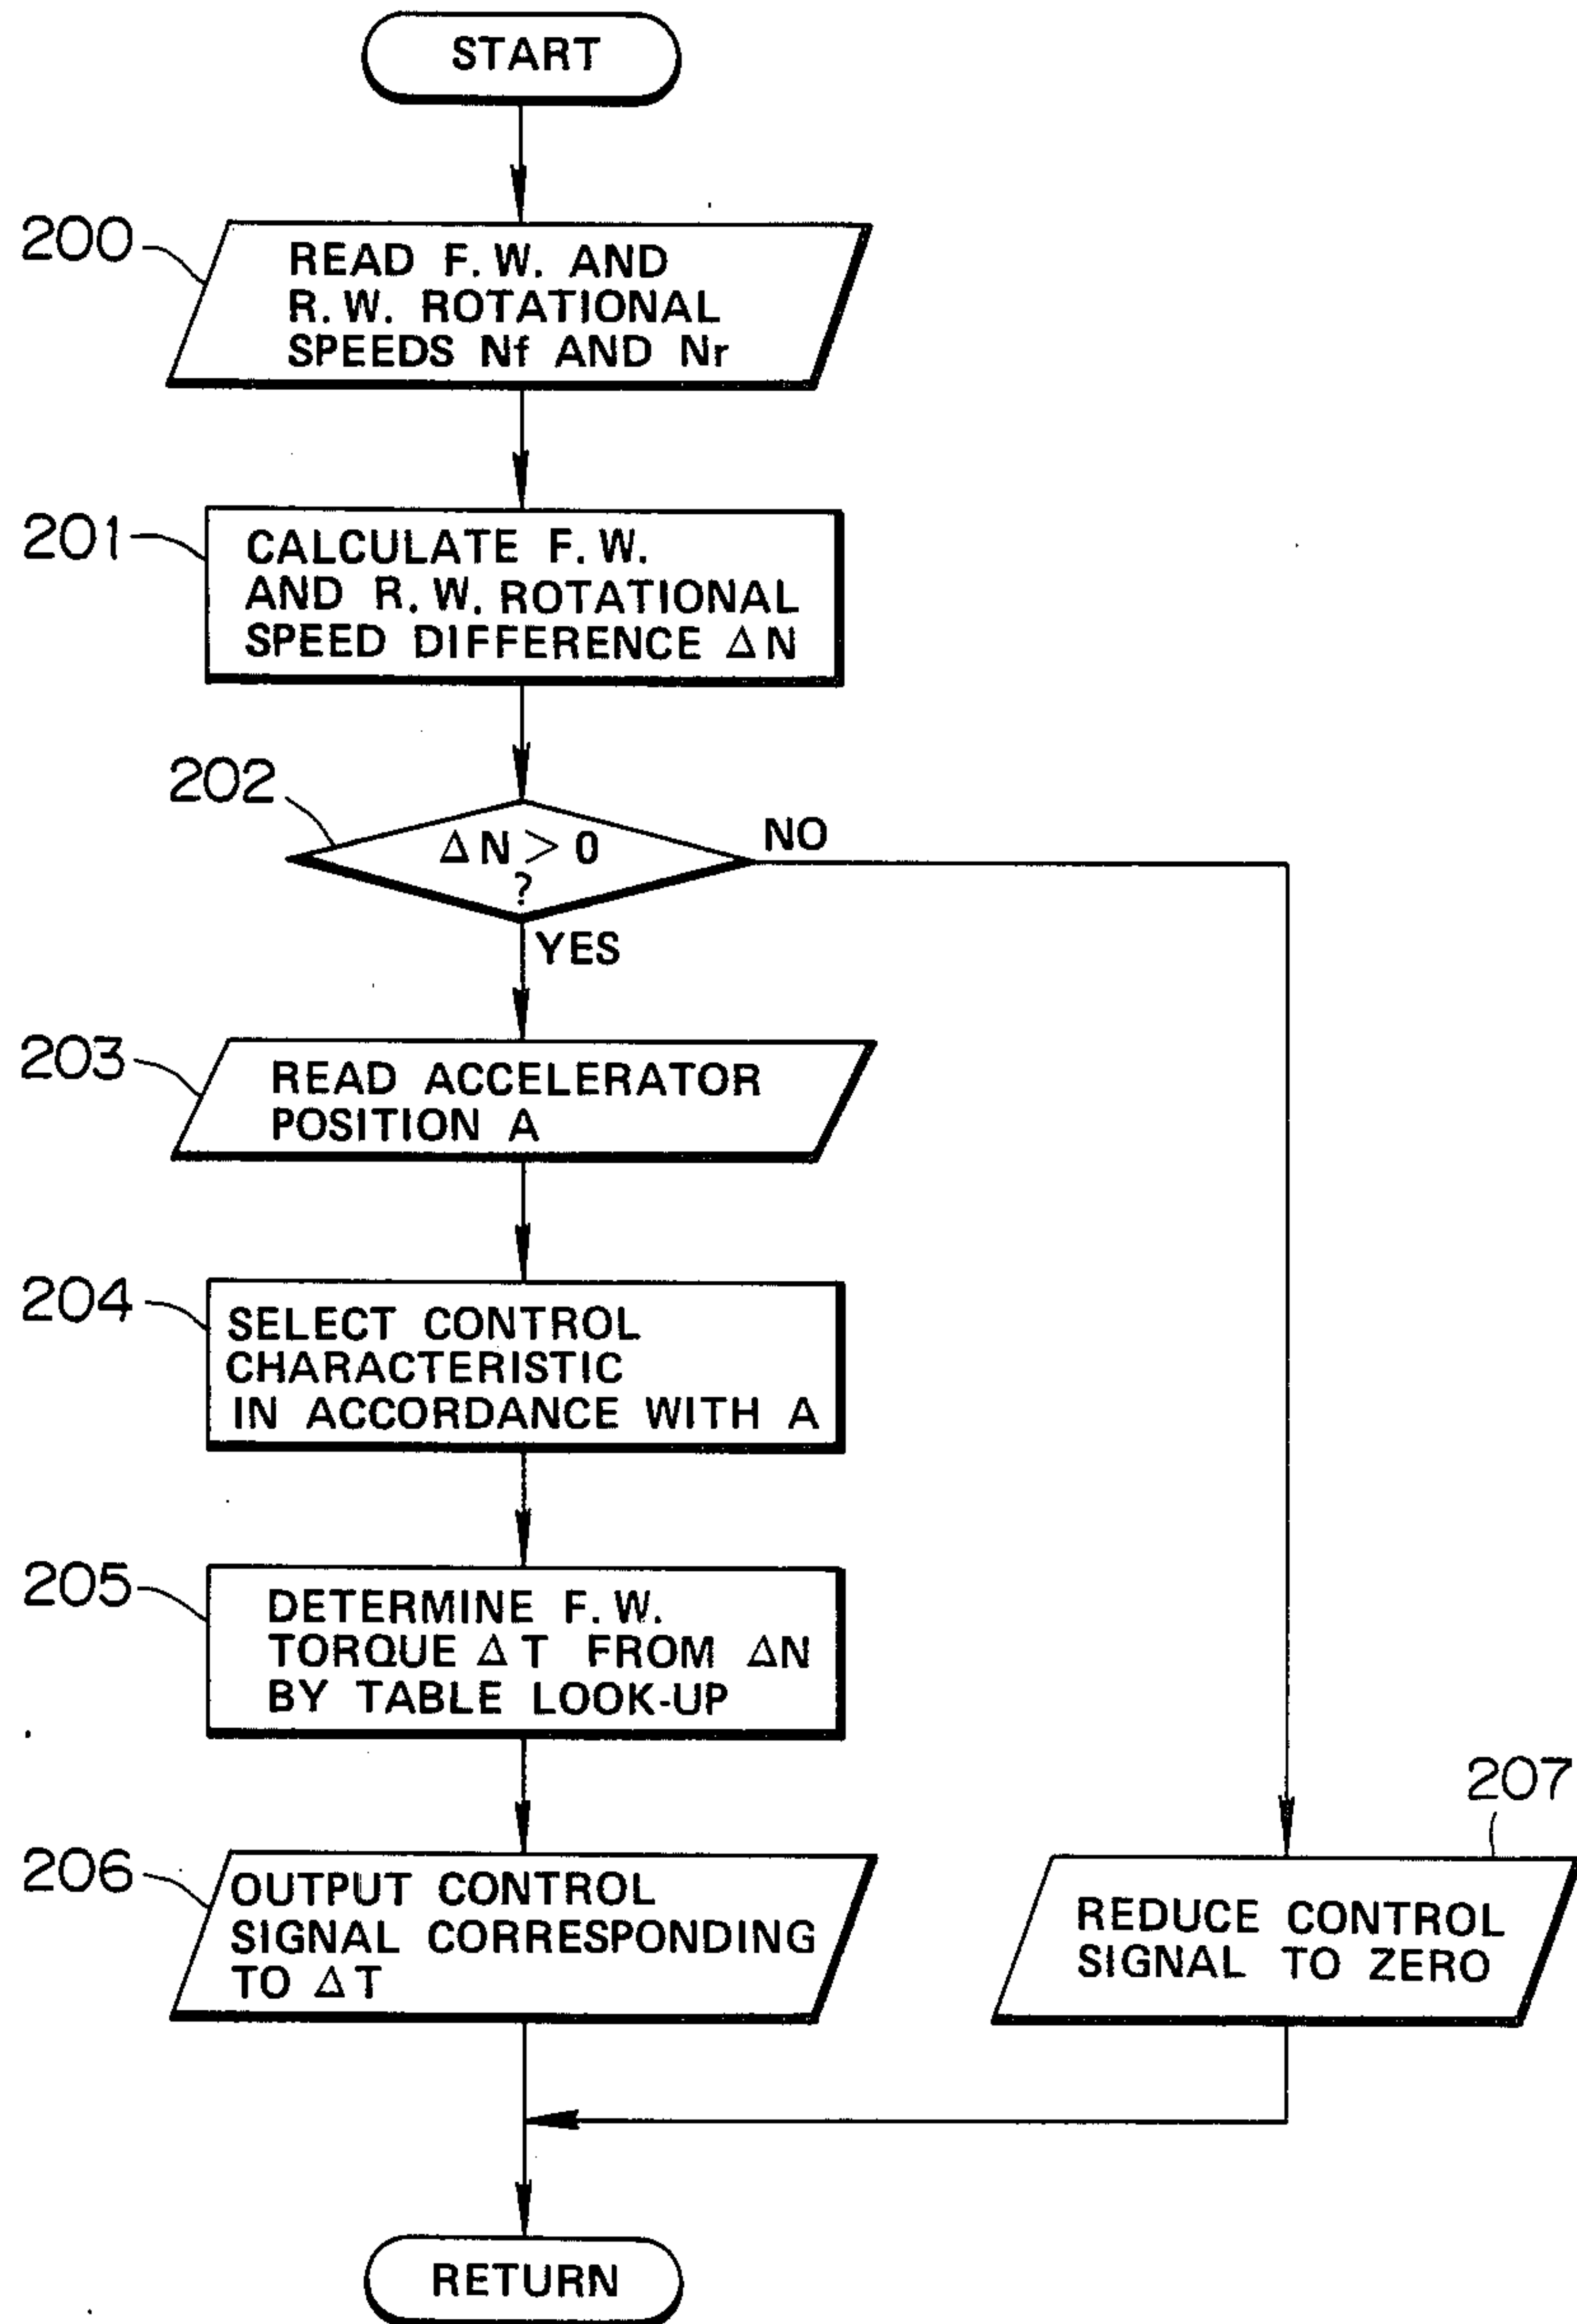 START
200
READ F. W. AND
R. W. ROTATIONAL
SPEEDS Nf AND Nr
201
CALCULATE F. W.
AND R. W. ROTATIONAL
SPEED DIFFERENCE ΔN
202
ΔN > 0
?
NO
YES
203
READ ACCELERATOR
POSITION A
204
SELECT CONTROL
CHARACTERISTIC
IN ACCORDANCE WITH A
205
DETERMINE F. W.
TORQUE ΔT FROM ΔN
BY TABLE LOOK-UP
206
OUTPUT CONTROL
SIGNAL CORRESPONDING
TO ΔT
207
REDUCE CONTROL
SIGNAL TO ZERO
RETURN